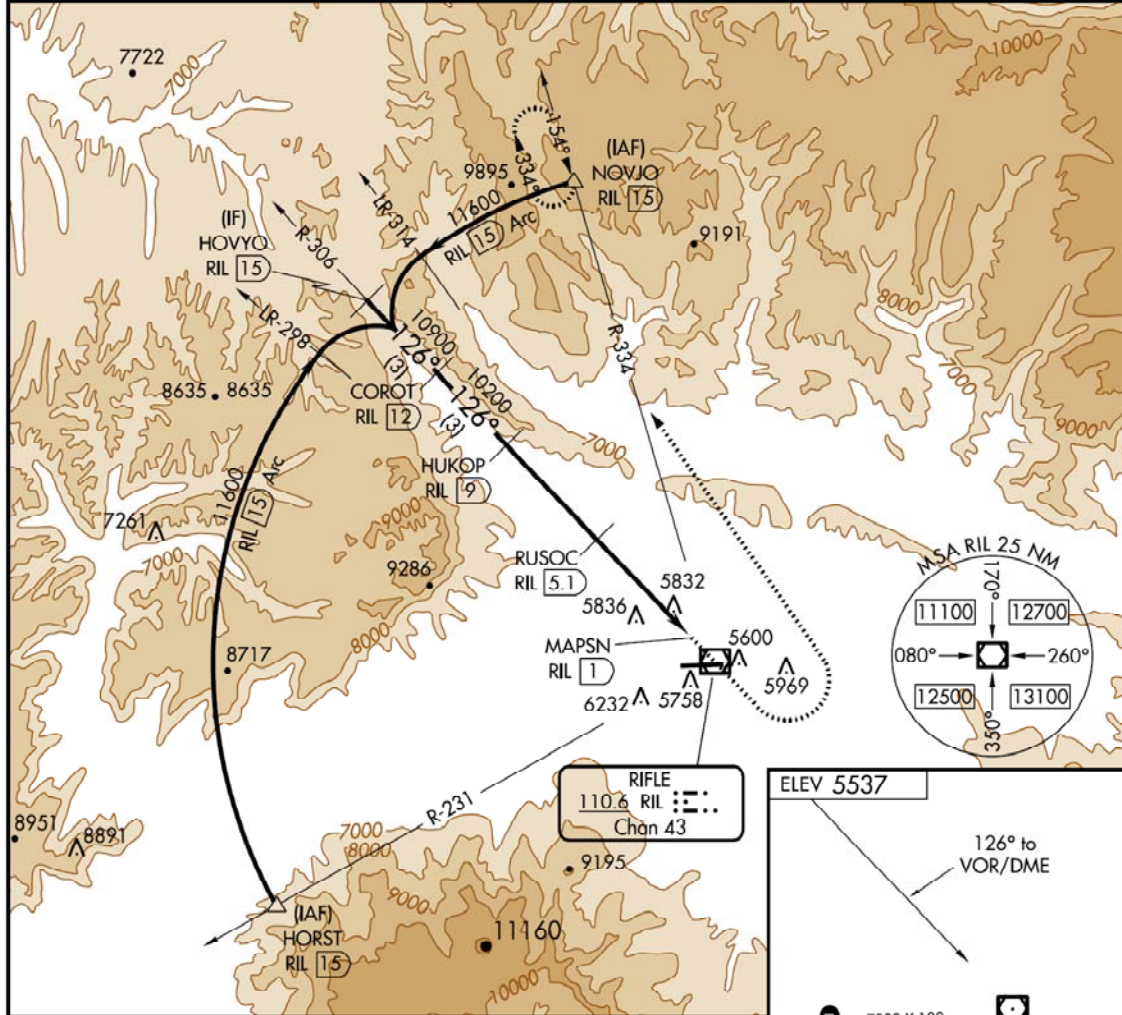 7722
7000
10000
154°
334°
(IAF)
NOVJO
RIL 15
9895
11600
RIL 15 Arc
9191
(IF)
HOVYO
RIL 15
R-306
LR-314
LR-298
8000
R-334
10900
126°
(3)
10200
126°
(3)
COROT
RIL 12
8635
8635
7000
7000
9000
HUKOP
RIL 9
11600
RIL 15 Arc
7261
7000
9000
9286
8000
8717
RUSOC
RIL 5.1
5832
5836
MAPSN
RIL 1
5600
5969
6232
5758
MSA RIL 25 NM
170°
11100
12700
080°
260°
12500
13100
350°
RIFLE
110.6 RIL
Chan 43
R-231
7000
8000
9000
9195
8951
8891
(IAF)
HORST
RIL 15
11160
10000
ELEV 5537
126° to
VOR/DME